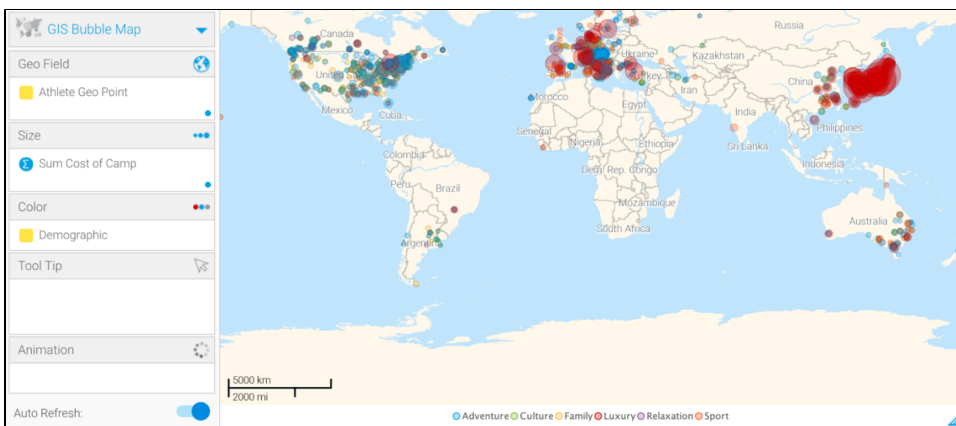 GIS Bubble Map
Geo Field
Athlete Geo Point
Size
Σ Sum Cost of Camp
Color
Demographic
Tool Tip
Animation
Auto Refresh:
Canada
United
Mexico
Cuba
Colombia
Peru
Brazil
Argentin
Russia
Ukraine
Kazakhstan
Turkey
Iran
China
Morocco
Egypt
India
Senegal
Nigeria
Ethiopia
Sri Lanka
Philippines
Dem. Rep. Congo
Indonesia
Mozambique
South Africa
Australia
5000 km
2000 mi
Adventure Culture Family Luxury Relaxation Sport